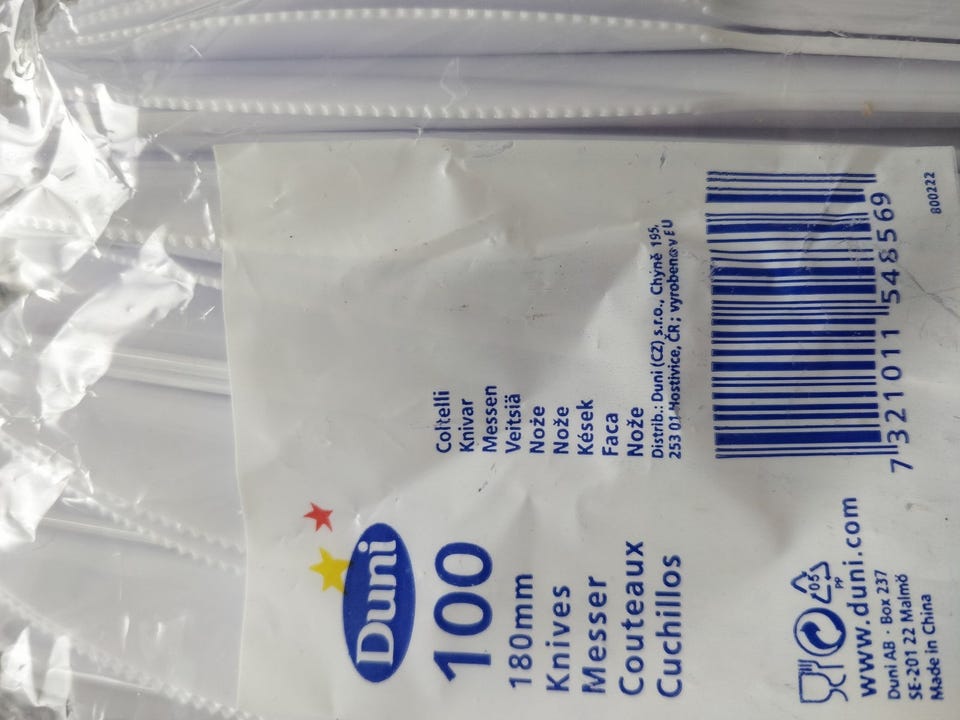 Duni
100
180mm
Knives
Messer
Couteaux
Cuchillos
Coltelli
Knivar
Messen
Veitsiä
Nože
Nože
Kések
Faca
Nože
Distrib.: Duni (CZ) s.r.o., Chýně 195,
253 01 Hostivice, ČR; vyrobeno v EU
05
PP
www.duni.com
Duni AB · Box 237
SE-201 22 Malmö
Made in China
7 321011 548569
800222